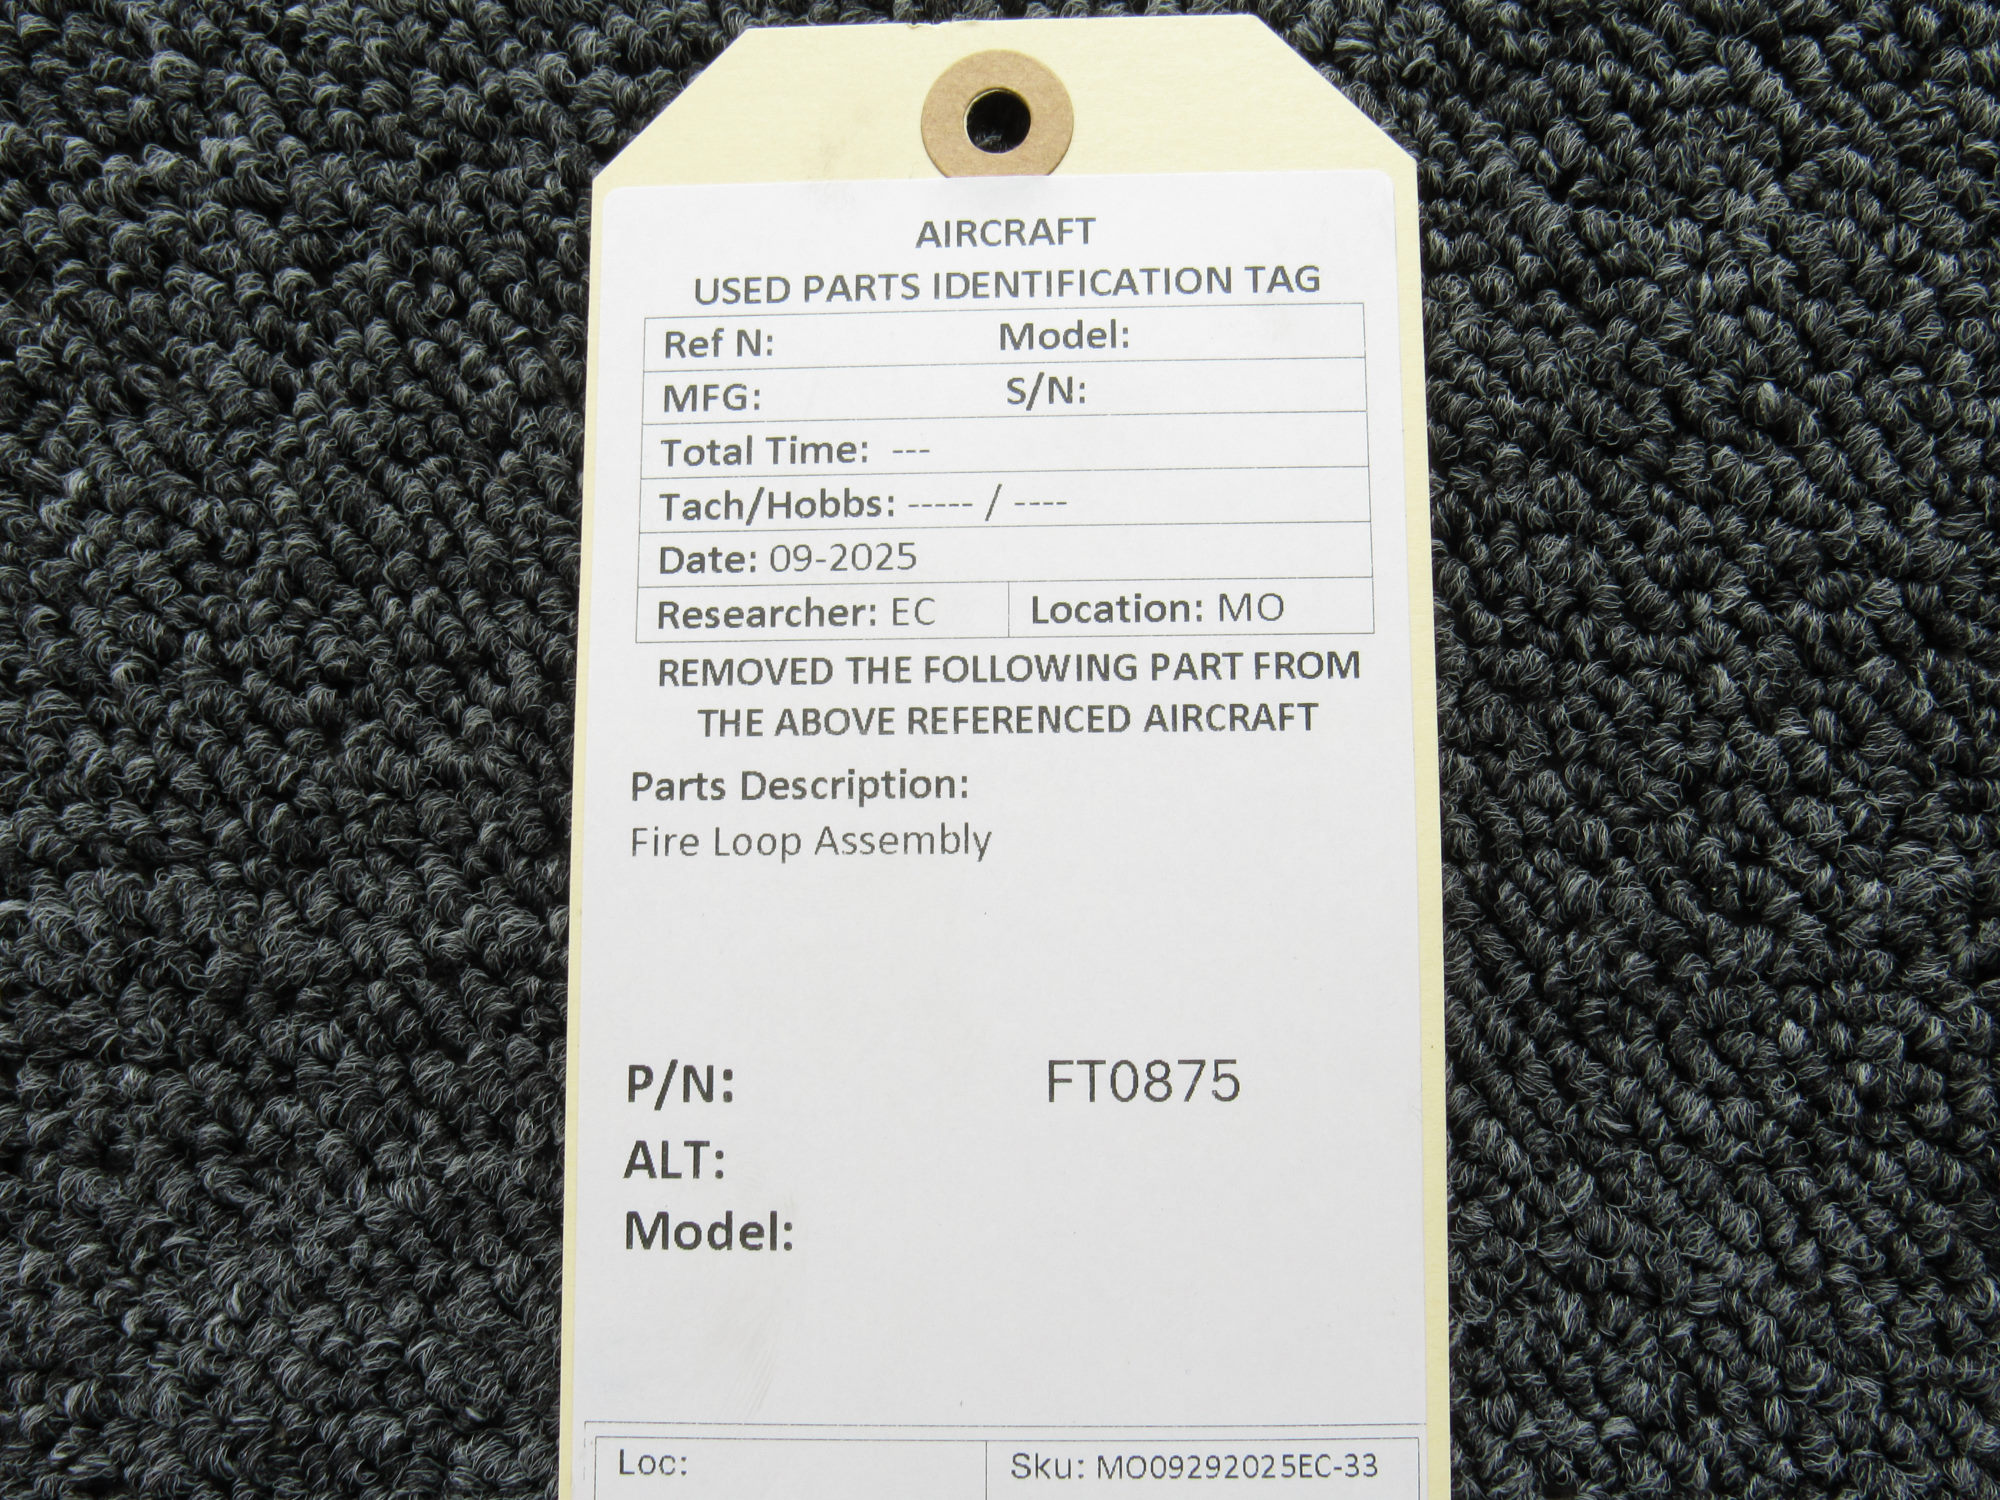 AIRCRAFT
USED PARTS IDENTIFICATION TAG
Ref N: Model:
MFG: S/N:
Total Time: ---
Tach/Hobbs: ----- / ----
Date: 09-2025
Researcher: EC Location: MO
REMOVED THE FOLLOWING PART FROM
THE ABOVE REFERENCED AIRCRAFT
Parts Description:
Fire Loop Assembly
P/N: FT0875
ALT:
Model:
Loc: Sku: MO09292025EC-33